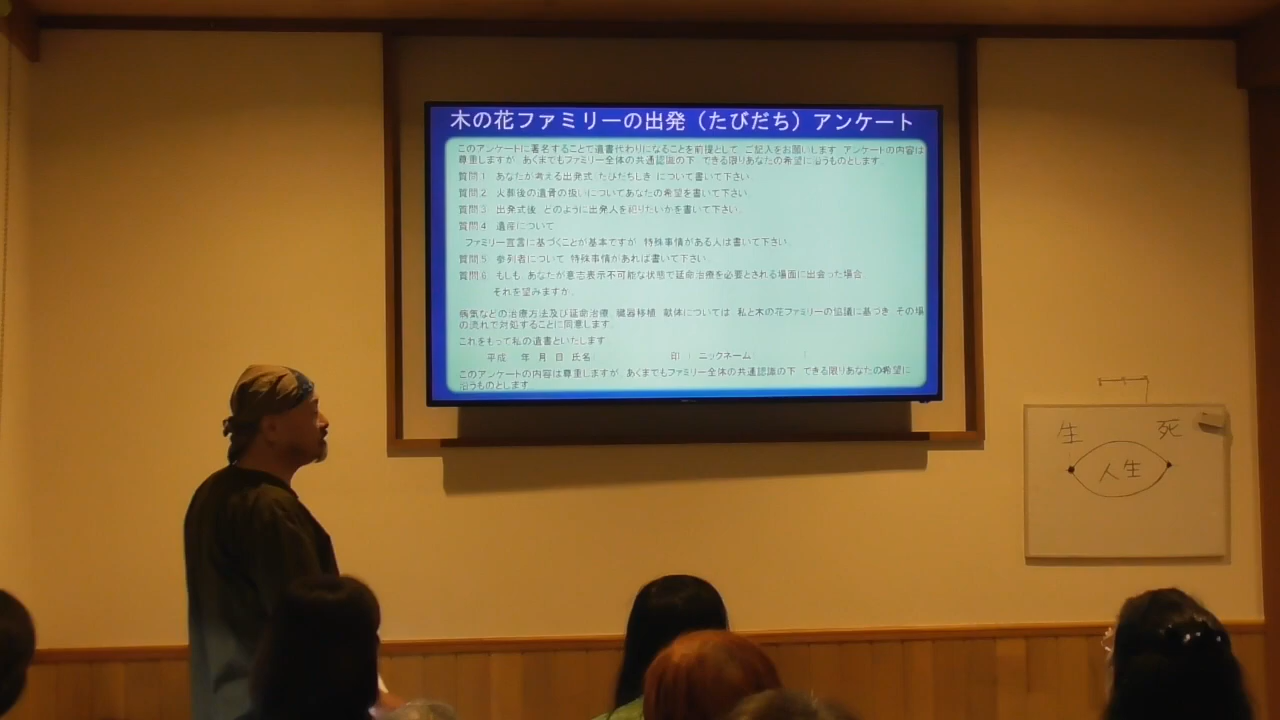 木の花ファミリーの出発（たびだち）アンケート
このアンケートに署名することで遺書代わりになることを前提として、ご記入をお願いします。アンケートの内容は
尊重しますが、あくまでもファミリー全体の共通認識の下、できる限りあなたの希望に沿うものとします。
質問1 あなたが考える出発式（たびだちしき）について書いて下さい。
質問2 火葬後の遺骨の扱いについてあなたの希望を書いて下さい。
質問3 出発式後、どのように出発人を祀りたいかを書いて下さい。
質問4 遺産について
ファミリー宣言に基づくことが基本ですが、特殊事情がある人は書いて下さい。
質問5 参列者について、特殊事情があれば書いて下さい。
質問6 もしも、あなたが意志表示不可能な状態で延命治療を必要とされる場面に出会った場合、
それを望みますか。
病気などの治療方法及び延命治療、臓器移植、献体については、私と木の花ファミリーの協議に基づき、その場
の流れで対処することに同意します。
これをもって私の遺書といたします。
平成 年 月 日 氏名（ 印 ）ニックネーム（ ）
このアンケートの内容は尊重しますが、あくまでもファミリー全体の共通認識の下、できる限りあなたの希望に
沿うものとします。
生 死
人生